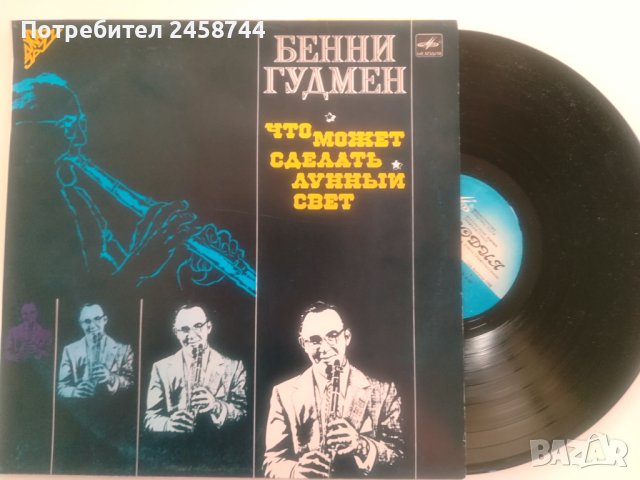 Потребител 2458744
БЕННИ
ГУДМЕН
ЧТО
МОЖЕТ
СДЕЛАТЬ
ЛУННЫЙ
СВЕТ
BAZAR